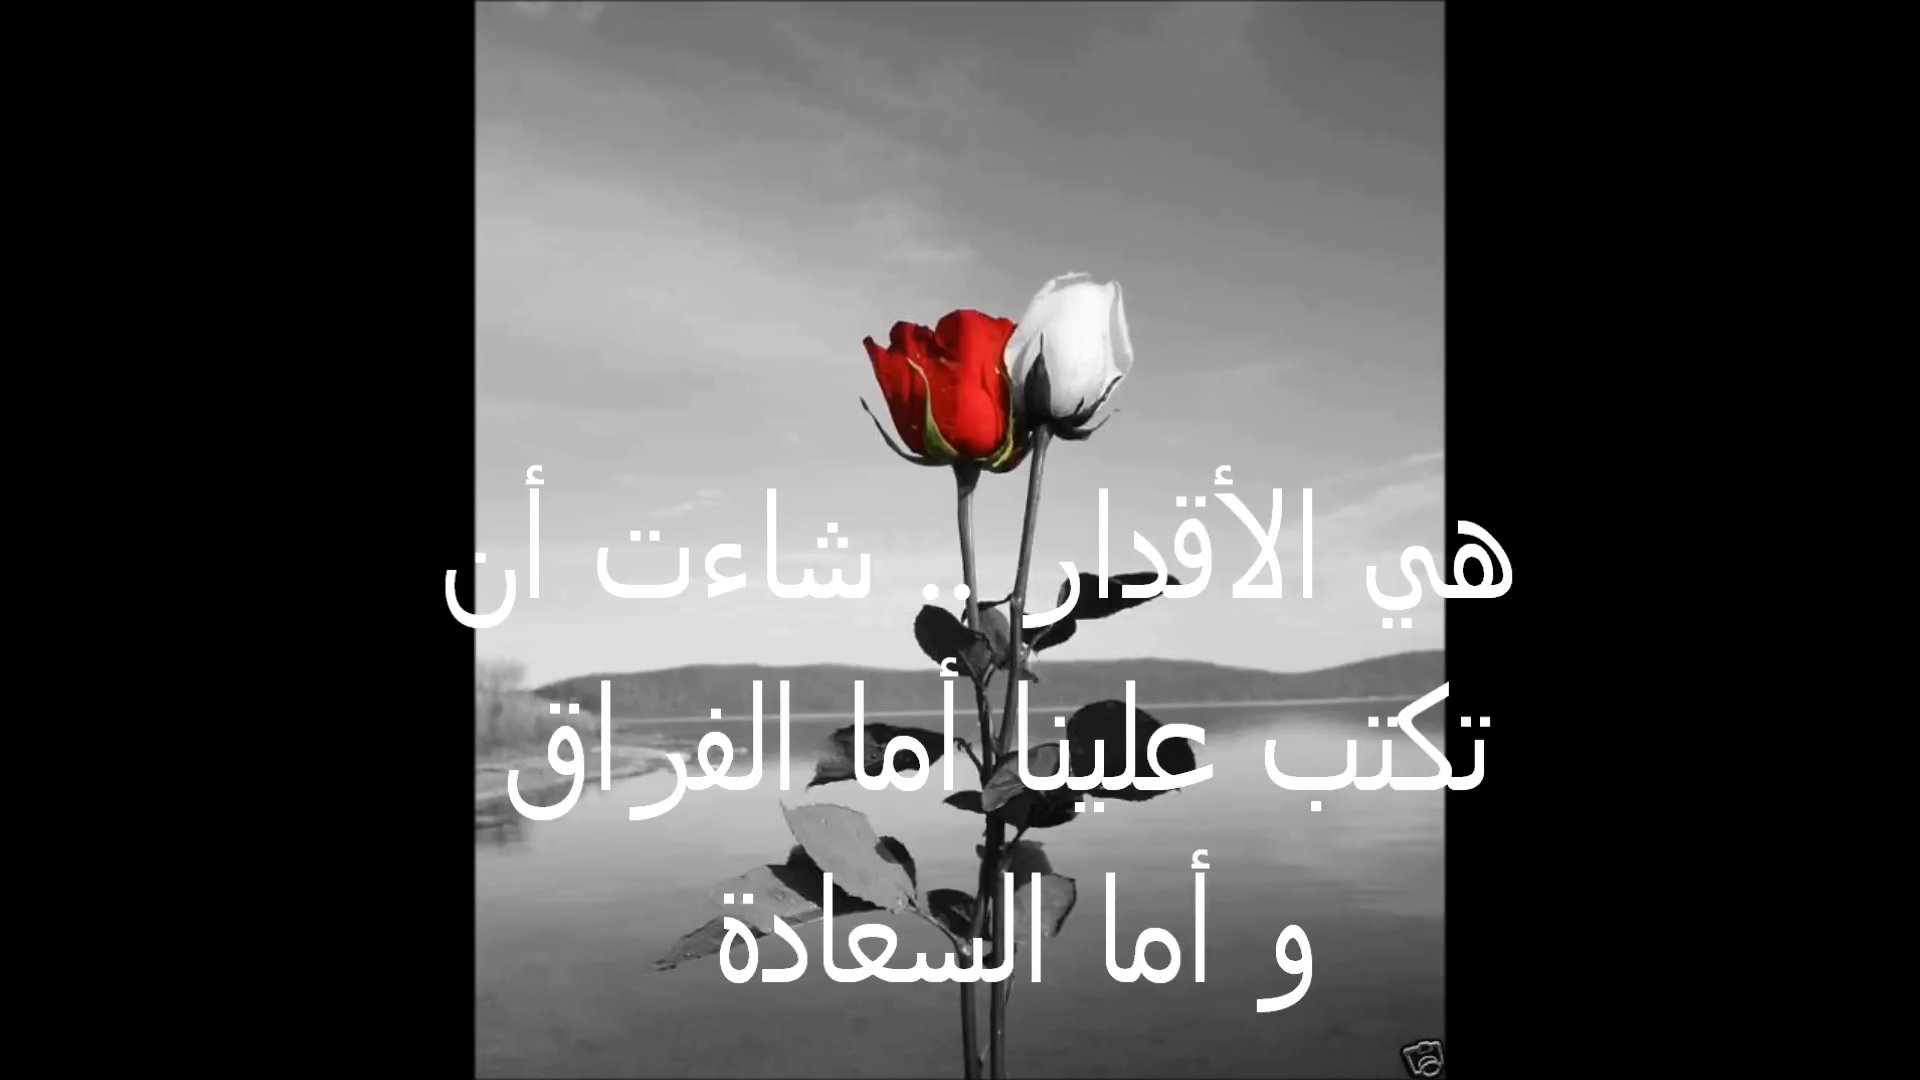 هي الأقدار .. شاءت أن
تكتب علينا أما الفراق
و أما السعادة